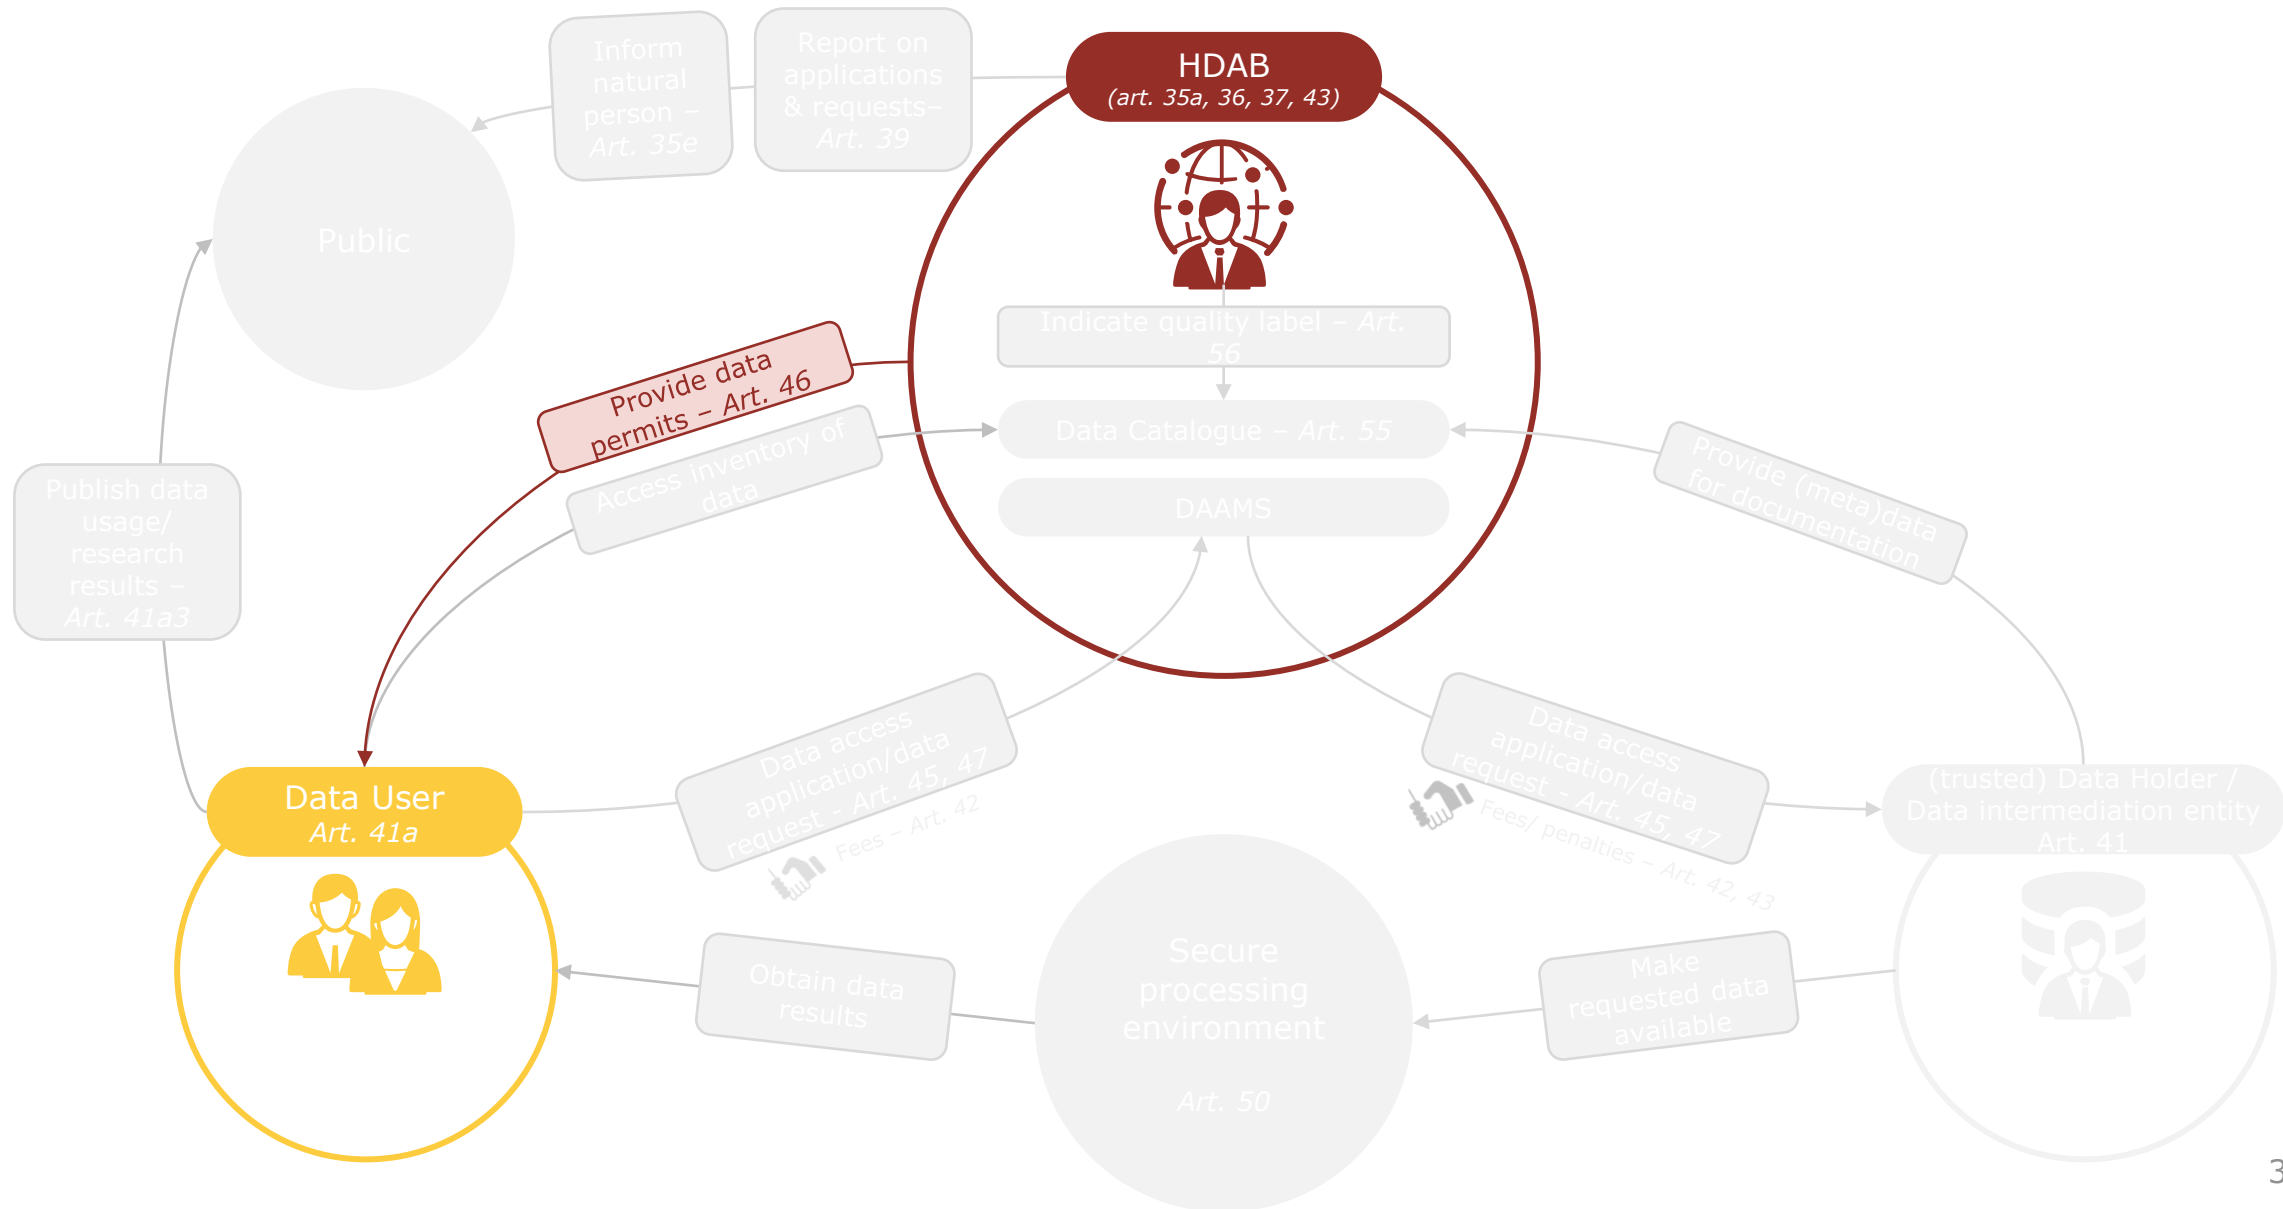 Inform
natural
person –
Art. 35e
Report on
applications
& requests–
Art. 39
HDAB
(art. 35a, 36, 37, 43)
Public
Indicate quality label – Art.
56
Provide data
permits – Art. 46
Access inventory of
data
Data Catalogue – Art. 55
DAAMS
Provide (meta)data
for documentation
Publish data
usage/
research
results –
Art. 41a3
Data access
application/data
request - Art. 45, 47
Fees – Art. 42
Data access
application/data
request - Art. 45, 47
Fees/ penalties – Art. 42, 43
Data User
Art. 41a
(trusted) Data Holder /
Data intermediation entity
Art. 41
Obtain data
results
Secure
processing
environment
Art. 50
Make
requested data
available
3